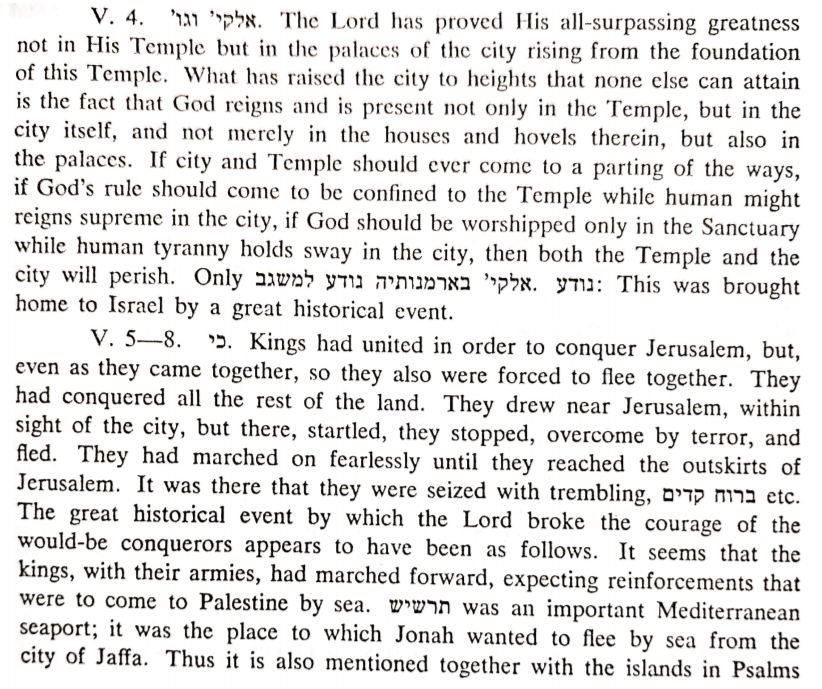 V. 4. אלקי' וגו'. The Lord has proved His all-surpassing greatness
not in His Temple but in the palaces of the city rising from the foundation
of this Temple. What has raised the city to heights that none else can attain
is the fact that God reigns and is present not only in the Temple, but in the
city itself, and not merely in the houses and hovels therein, but also in
the palaces. If city and Temple should ever come to a parting of the ways,
if God's rule should come to be confined to the Temple while human might
reigns supreme in the city, if God should be worshipped only in the Sanctuary
while human tyranny holds sway in the city, then both the Temple and the
city will perish. Only אלקי' בארמנותיה נודע למשגב. נודע: This was brought
home to Israel by a great historical event.
V. 5—8. כי. Kings had united in order to conquer Jerusalem, but,
even as they came together, so they also were forced to flee together. They
had conquered all the rest of the land. They drew near Jerusalem, within
sight of the city, but there, startled, they stopped, overcome by terror, and
fled. They had marched on fearlessly until they reached the outskirts of
Jerusalem. It was there that they were seized with trembling, ברוח קדים etc.
The great historical event by which the Lord broke the courage of the
would-be conquerors appears to have been as follows. It seems that the
kings, with their armies, had marched forward, expecting reinforcements that
were to come to Palestine by sea. תרשיש was an important Mediterranean
seaport; it was the place to which Jonah wanted to flee by sea from the
city of Jaffa. Thus it is also mentioned together with the islands in Psalms